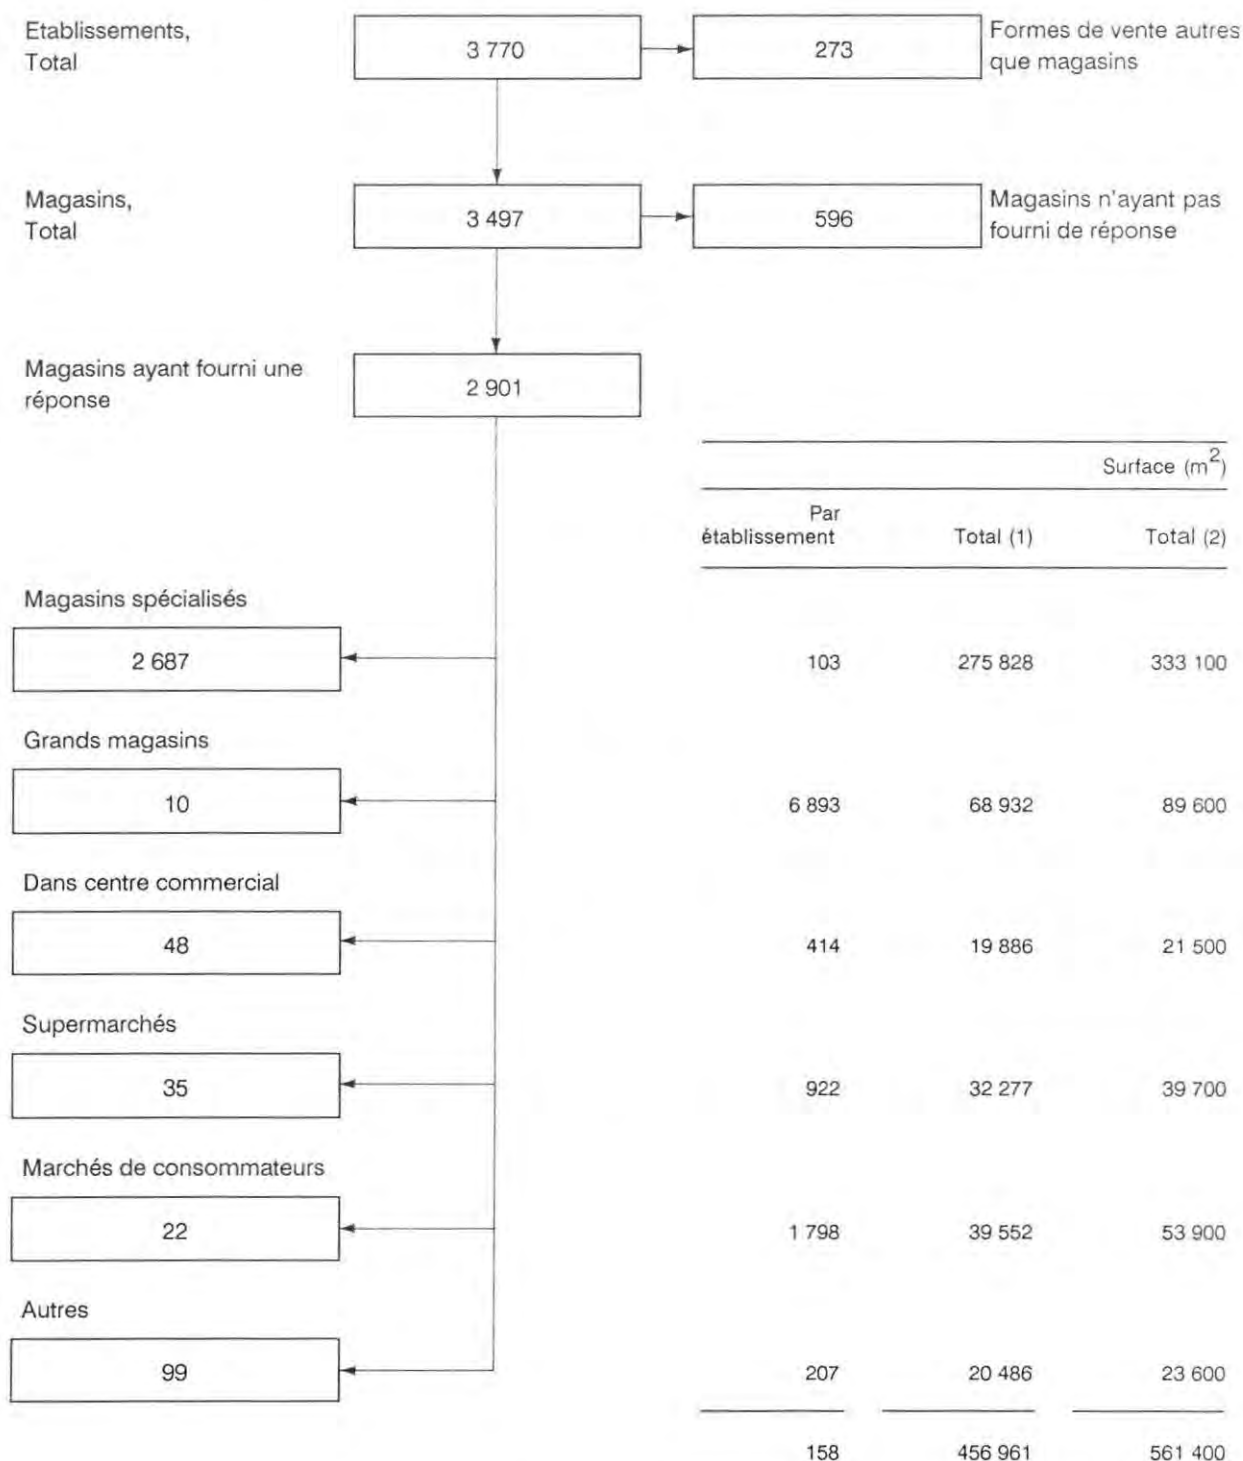 Etablissements,
Total
3 770
273
Formes de vente autres
que magasins
Magasins,
Total
3 497
596
Magasins n'ayant pas
fourni de réponse
Magasins ayant fourni une
réponse
2 901
Surface (m²)
Par
établissement Total (1) Total (2)
Magasins spécialisés
2 687 103 275 828 333 100
Grands magasins
10 6 893 68 932 89 600
Dans centre commercial
48 414 19 886 21 500
Supermarchés
35 922 32 277 39 700
Marchés de consommateurs
22 1 798 39 552 53 900
Autres
99 207 20 486 23 600
158 456 961 561 400